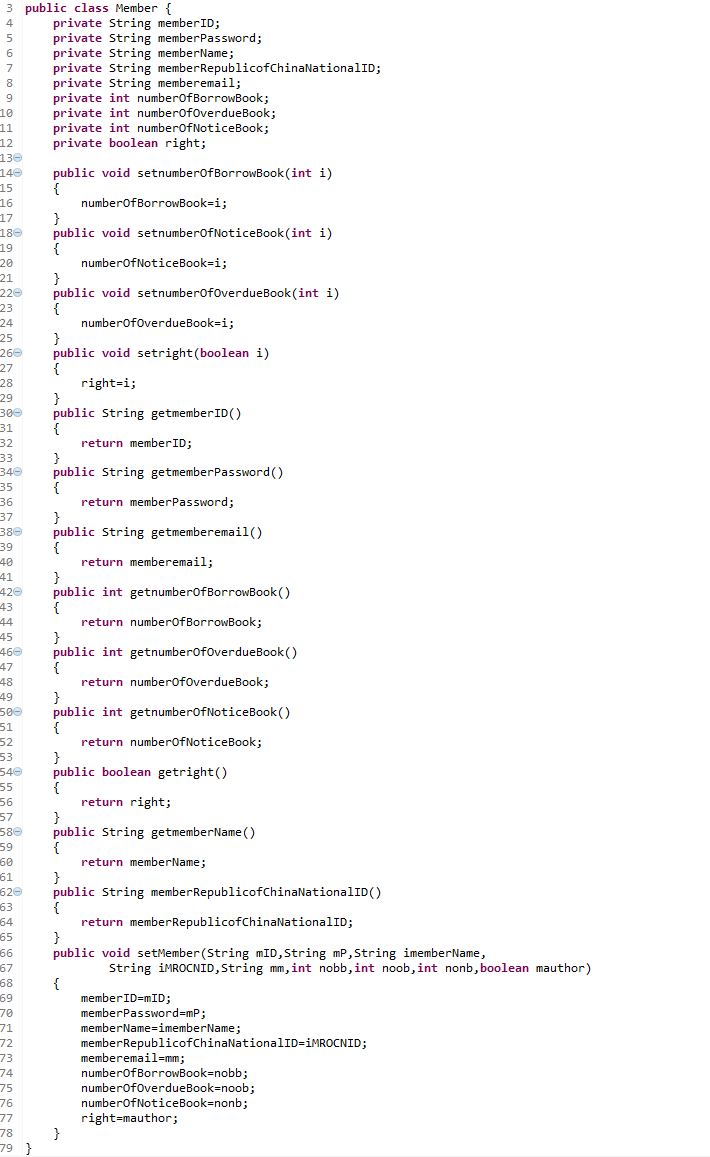 3 public class Member {
4     private String memberID;
5     private String memberPassword;
6     private String memberName;
7     private String memberRepublicofChinaNationalID;
8     private String memberemail;
9     private int numberOfBorrowBook;
10     private int numberOfOverdueBook;
11     private int numberOfNoticeBook;
12     private boolean right;
13
14     public void setnumberOfBorrowBook(int i)
15     {
16         numberOfBorrowBook=i;
17     }
18     public void setnumberOfNoticeBook(int i)
19     {
20         numberOfNoticeBook=i;
21     }
22     public void setnumberOfOverdueBook(int i)
23     {
24         numberOfOverdueBook=i;
25     }
26     public void setright(boolean i)
27     {
28         right=i;
29     }
30     public String getmemberID()
31     {
32         return memberID;
33     }
34     public String getmemberPassword()
35     {
36         return memberPassword;
37     }
38     public String getmemberemail()
39     {
40         return memberemail;
41     }
42     public int getnumberOfBorrowBook()
43     {
44         return numberOfBorrowBook;
45     }
46     public int getnumberOfOverdueBook()
47     {
48         return numberOfOverdueBook;
49     }
50     public int getnumberOfNoticeBook()
51     {
52         return numberOfNoticeBook;
53     }
54     public boolean getright()
55     {
56         return right;
57     }
58     public String getmemberName()
59     {
60         return memberName;
61     }
62     public String memberRepublicofChinaNationalID()
63     {
64         return memberRepublicofChinaNationalID;
65     }
66     public void setMember(String mID,String mP,String imemberName,
67             String iMROCNID,String mm,int nobb,int noob,int nonb,boolean mauthor)
68     {
69         memberID=mID;
70         memberPassword=mP;
71         memberName=imemberName;
72         memberRepublicofChinaNationalID=iMROCNID;
73         memberemail=mm;
74         numberOfBorrowBook=nobb;
75         numberOfOverdueBook=noob;
76         numberOfNoticeBook=nonb;
77         right=mauthor;
78     }
79 }